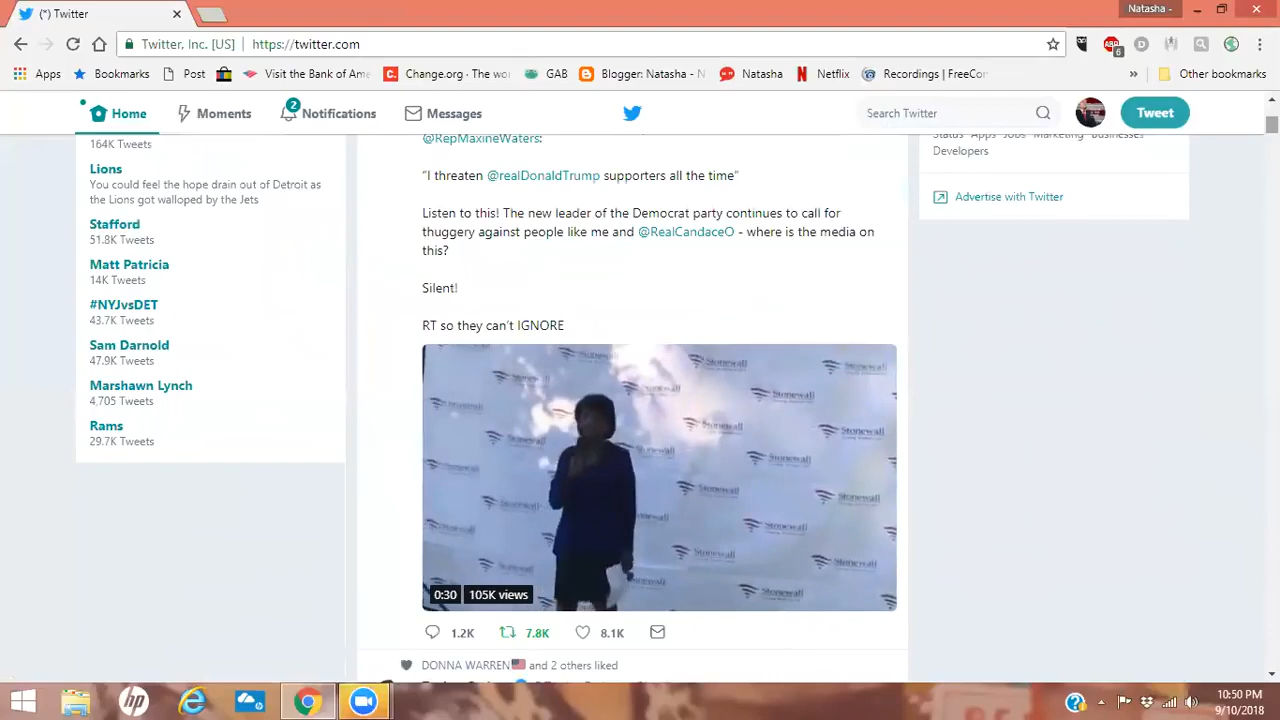 (*) Twitter
Natasha -
Twitter, Inc. [US] https://twitter.com
ABP 6
Apps Bookmarks Post Visit the Bank of Ame Change.org - The wo GAB Blogger: Natasha - N Natasha Netflix Recordings | FreeCon » Other bookmarks
Home Moments 2 Notifications Messages Search Twitter Tweet
164K Tweets
Lions
You could feel the hope drain out of Detroit as
the Lions got walloped by the Jets
Stafford
51.8K Tweets
Matt Patricia
14K Tweets
#NYJvsDET
43.7K Tweets
Sam Darnold
47.9K Tweets
Marshawn Lynch
4,705 Tweets
Rams
29.7K Tweets
@RepMaxineWaters:
"I threaten @realDonaldTrump supporters all the time"
Listen to this! The new leader of the Democrat party continues to call for
thuggery against people like me and @RealCandaceO - where is the media on
this?
Silent!
RT so they can't IGNORE
Stonewall
0:30 105K views
1.2K 7.8K 8.1K
DONNA WARREN and 2 others liked
Status Apps Jobs Marketing Businesses
Developers
Advertise with Twitter
10:50 PM
9/10/2018